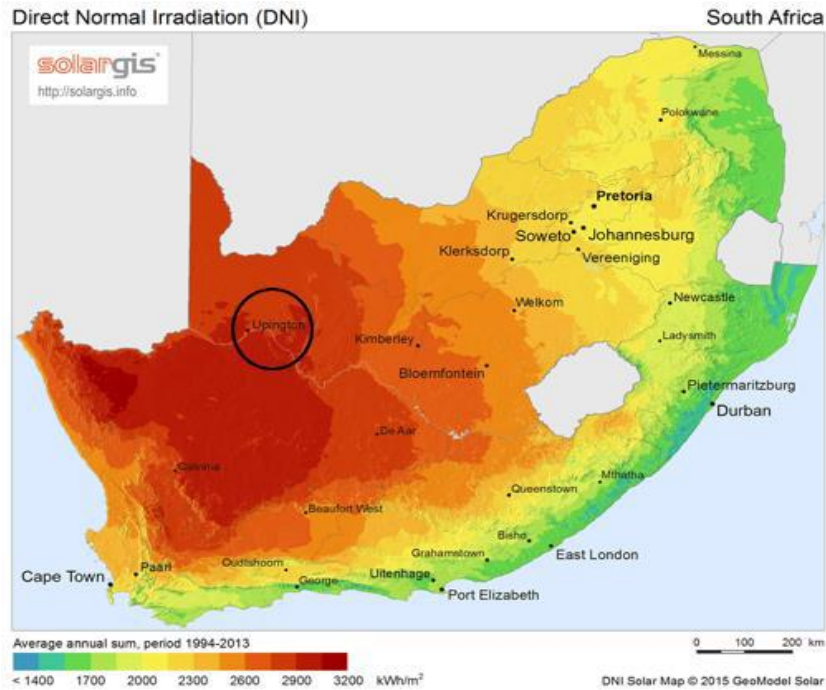 Direct Normal Irradiation (DNI)
South Africa
solargis
http://solargis.info
Messina
Polokwane
Pretoria
Krugersdorp
Soweto
Johannesburg
Klerksdorp
Vereeniging
Welkom
Newcastle
Upington
Kimberley
Ladysmith
Bloemfontein
Pietermaritzburg
Durban
De Aar
Calvinia
Mthatha
Queenstown
Beaufort West
Bisho
East London
Grahamstown
Oudtshoorn
Paarl
Cape Town
George
Uitenhage
Port Elizabeth
Average annual sum, period 1994-2013
< 1400 1700 2000 2300 2600 2900 3200 kWh/m²
0 100 200 km
DNI Solar Map © 2015 GeoModel Solar